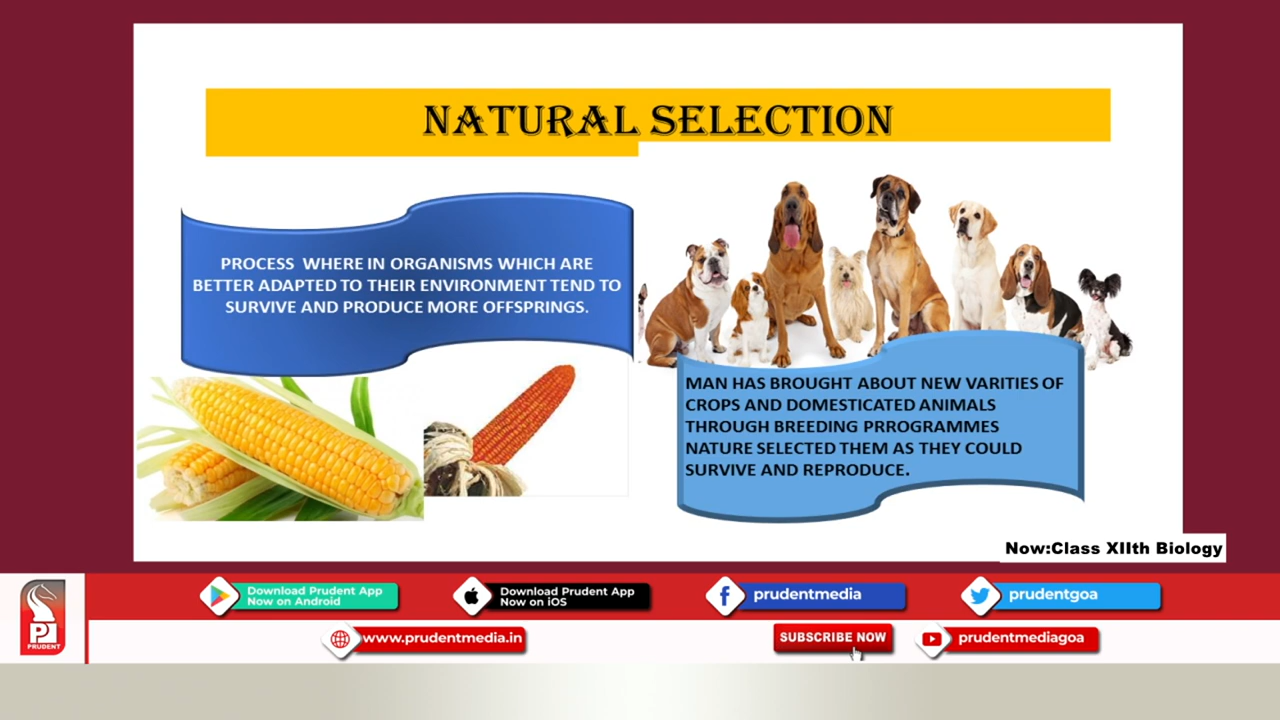 NATURAL SELECTION
PROCESS WHERE IN ORGANISMS WHICH ARE
BETTER ADAPTED TO THEIR ENVIRONMENT TEND TO
SURVIVE AND PRODUCE MORE OFFSPRINGS.
MAN HAS BROUGHT ABOUT NEW VARITIES OF
CROPS AND DOMESTICATED ANIMALS
THROUGH BREEDING PRROGRAMMES
NATURE SELECTED THEM AS THEY COULD
SURVIVE AND REPRODUCE.
Now:Class XIIth Biology
PRUDENT
Download Prudent App
Now on Android
Download Prudent App
Now on iOS
prudentmedia
prudentgoa
www.prudentmedia.in
SUBSCRIBE NOW
prudentmediagoa